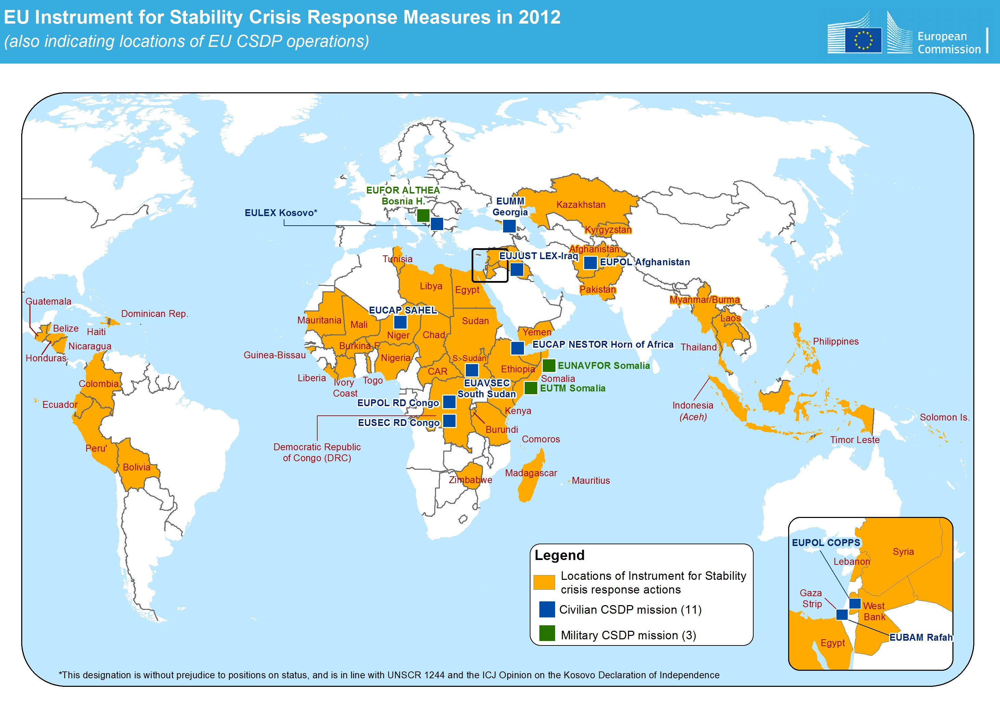 EU Instrument for Stability Crisis Response Measures in 2012
(also indicating locations of EU CSDP operations)
European
Commission
EUFOR ALTHEA
Bosnia H.
EULEX Kosovo*
EUMM
Georgia
Kazakhstan
Kyrgyzstan
Afghanistan
EUJUST LEX-Iraq
EUPOL Afghanistan
Tunisia
Libya
Egypt
Pakistan
Myanmar/Burma
Laos
Guatemala
Dominican Rep.
Belize
Haiti
Nicaragua
Honduras
EUCAP SAHEL
Mauritania
Mali
Niger
Chad
Sudan
Yemen
Burkina F.
EUCAP NESTOR Horn of Africa
Thailand
Philippines
Guinea-Bissau
Nigeria
S. Sudan
EUNAVFOR Somalia
CAR
Ethiopia
Liberia
Ivory
Coast
Togo
Somalia
EUTM Somalia
EUAVSEC
South Sudan
Colombia
Ecuador
EUPOL RD Congo
EUSEC RD Congo
Kenya
Burundi
Indonesia
(Aceh)
Solomon Is.
Timor Leste
Comoros
Democratic Republic
of Congo (DRC)
Peru'
Bolivia
Zimbabwe
Madagascar
Mauritius
Legend
Locations of Instrument for Stability
crisis response actions
Civilian CSDP mission (11)
Military CSDP mission (3)
EUPOL COPPS
Syria
Lebanon
Gaza
Strip
West
Bank
EUBAM Rafah
Egypt
*This designation is without prejudice to positions on status, and is in line with UNSCR 1244 and the ICJ Opinion on the Kosovo Declaration of Independence